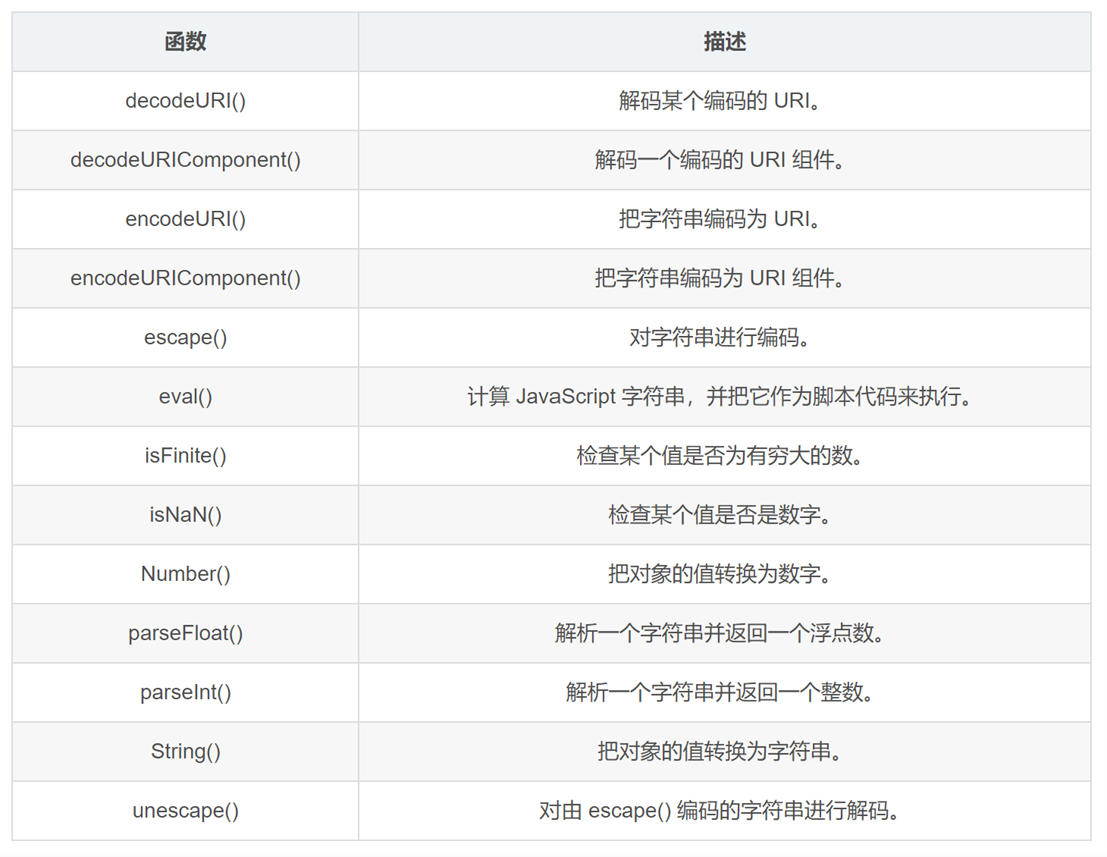 函数 描述
decodeURI() 解码某个编码的 URI。
decodeURIComponent() 解码一个编码的 URI 组件。
encodeURI() 把字符串编码为 URI。
encodeURIComponent() 把字符串编码为 URI 组件。
escape() 对字符串进行编码。
eval() 计算 JavaScript 字符串，并把它作为脚本代码来执行。
isFinite() 检查某个值是否为有穷大的数。
isNaN() 检查某个值是否是数字。
Number() 把对象的值转换为数字。
parseFloat() 解析一个字符串并返回一个浮点数。
parseInt() 解析一个字符串并返回一个整数。
String() 把对象的值转换为字符串。
unescape() 对由 escape() 编码的字符串进行解码。